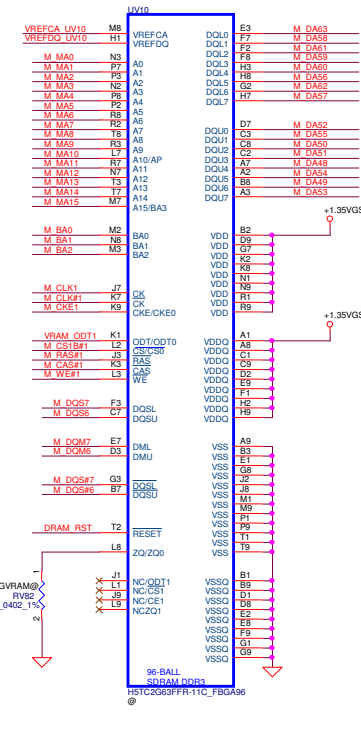 UV10
VREFCA_UV10 M8 VREFCA DQL0 E3 M_DA63
VREFDQ_UV10 H1 VREFDQ DQL1 F7 M_DA58
DQL2 F2 M_DA61
M_MA0 N3 A0 DQL3 F8 M_DA59
M_MA1 P7 A1 DQL4 H3 M_DA60
M_MA2 P3 A2 DQL5 H8 M_DA56
M_MA3 N2 A3 DQL6 G2 M_DA62
M_MA4 P8 A4 DQL7 H7 M_DA57
M_MA5 P2 A5
M_MA6 R8 A6
M_MA7 R2 A7 DQU0 D7 M_DA52
M_MA8 T8 A8 DQU1 C3 M_DA55
M_MA9 R3 A9 DQU2 C8 M_DA50
M_MA10 L7 A10/AP DQU3 C2 M_DA51
M_MA11 R7 A11 DQU4 A7 M_DA48
M_MA12 N7 A12 DQU5 A2 M_DA54
M_MA13 T3 A13 DQU6 B8 M_DA49
M_MA14 T7 A14 DQU7 A3 M_DA53
M_MA15 M7 A15/BA3
+1.35VGS
M_BA0 M2 BA0 VDD B2
M_BA1 N8 BA1 VDD D9
M_BA2 M3 BA2 VDD G7
VDD K2
VDD K8
M_CLK1 J7 CK VDD N1
M_CLK#1 K7 CK VDD N9
M_CKE1 K9 CKE/CKE0 VDD R1
VDD R9
+1.35VGS
VRAM_ODT1 K1 ODT/ODT0 VDDQ A1
M_CS1B#1 L2 CS/CS0 VDDQ A8
M_RAS#1 J3 RAS VDDQ C1
M_CAS#1 K3 CAS VDDQ C9
M_WE#1 L3 WE VDDQ D2
VDDQ E9
VDDQ F1
M_DQS7 F3 DQSL VDDQ H2
M_DQS6 C7 DQSU VDDQ H9
M_DQM7 E7 DML VSS A9
M_DQM6 D3 DMU VSS B3
VSS E1
VSS G8
M_DQS#7 G3 DQSL VSS J2
M_DQS#6 B7 DQSU VSS J8
VSS M1
VSS M9
VSS P1
DRAM_RST T2 RESET VSS P9
VSS T1
L8 ZQ/ZQ0 VSS T9
J1 NC/ODT1 VSSQ B1
L1 NC/CS1 VSSQ B9
J9 NC/CE1 VSSQ D1
L9 NCZQ1 VSSQ D8
VSSQ E2
VSSQ E8
VSSQ F9
VSSQ G1
VSSQ G9
1
GVRAM@
RV82
_0402_1%
2
96-BALL
SDRAM DDR3
H5TC2G63FFR-11C_FBGA96
@